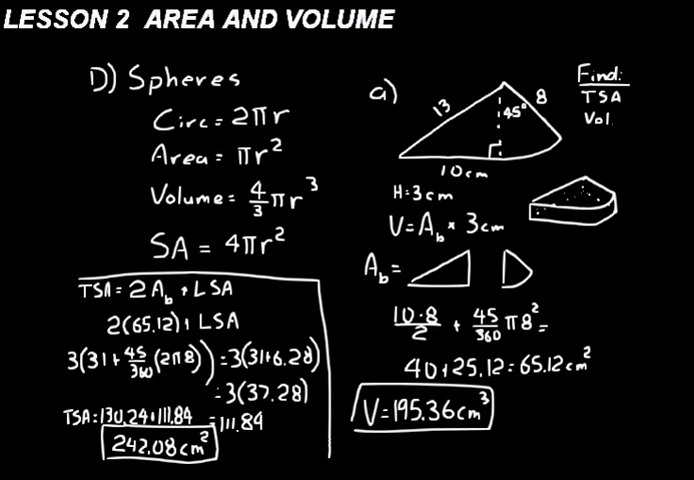 LESSON 2 AREA AND VOLUME
D) Spheres
Circ = 2πr
Area = πr²
Volume = 4/3 πr³
SA = 4πr²
TSA = 2A_b + LSA
2(65.12) + LSA
3(31 + 45/360 (2π8)) = 3(31+6.28)
= 3(37.28)
TSA = 130.24 + 111.84 = 111.84
242.08cm²
a)
13
45°
8
10cm
Find:
TSA
Vol.
H = 3cm
V = A_b × 3cm
A_b =
10·8/2 + 45/360 π8² =
40 + 25.12 = 65.12cm²
V = 195.36cm³